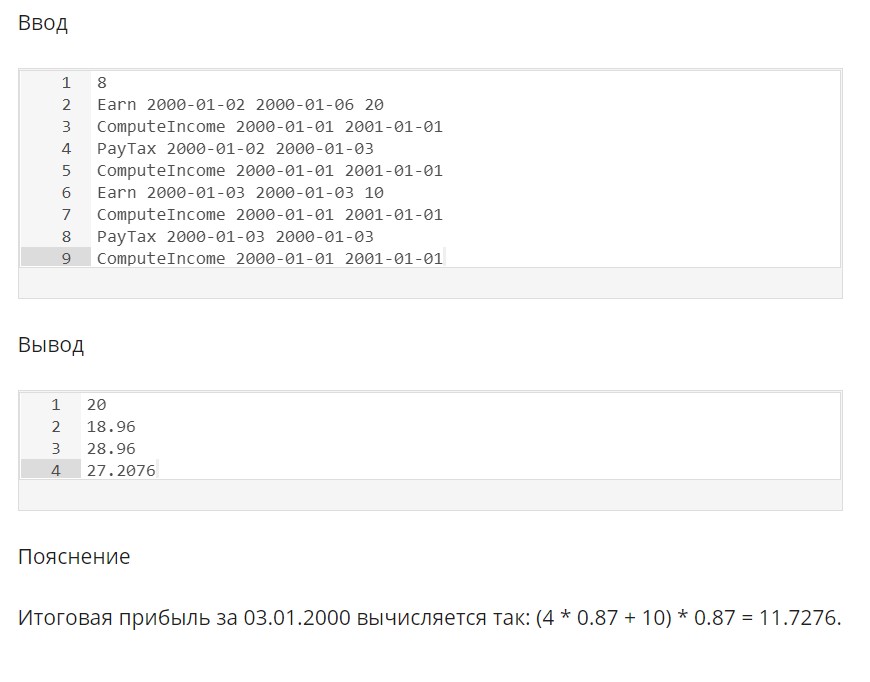 Ввод
1 8
2 Earn 2000-01-02 2000-01-06 20
3 ComputeIncome 2000-01-01 2001-01-01
4 PayTax 2000-01-02 2000-01-03
5 ComputeIncome 2000-01-01 2001-01-01
6 Earn 2000-01-03 2000-01-03 10
7 ComputeIncome 2000-01-01 2001-01-01
8 PayTax 2000-01-03 2000-01-03
9 ComputeIncome 2000-01-01 2001-01-01
Вывод
1 20
2 18.96
3 28.96
4 27.2076
Пояснение
Итоговая прибыль за 03.01.2000 вычисляется так: (4 * 0.87 + 10) * 0.87 = 11.7276.